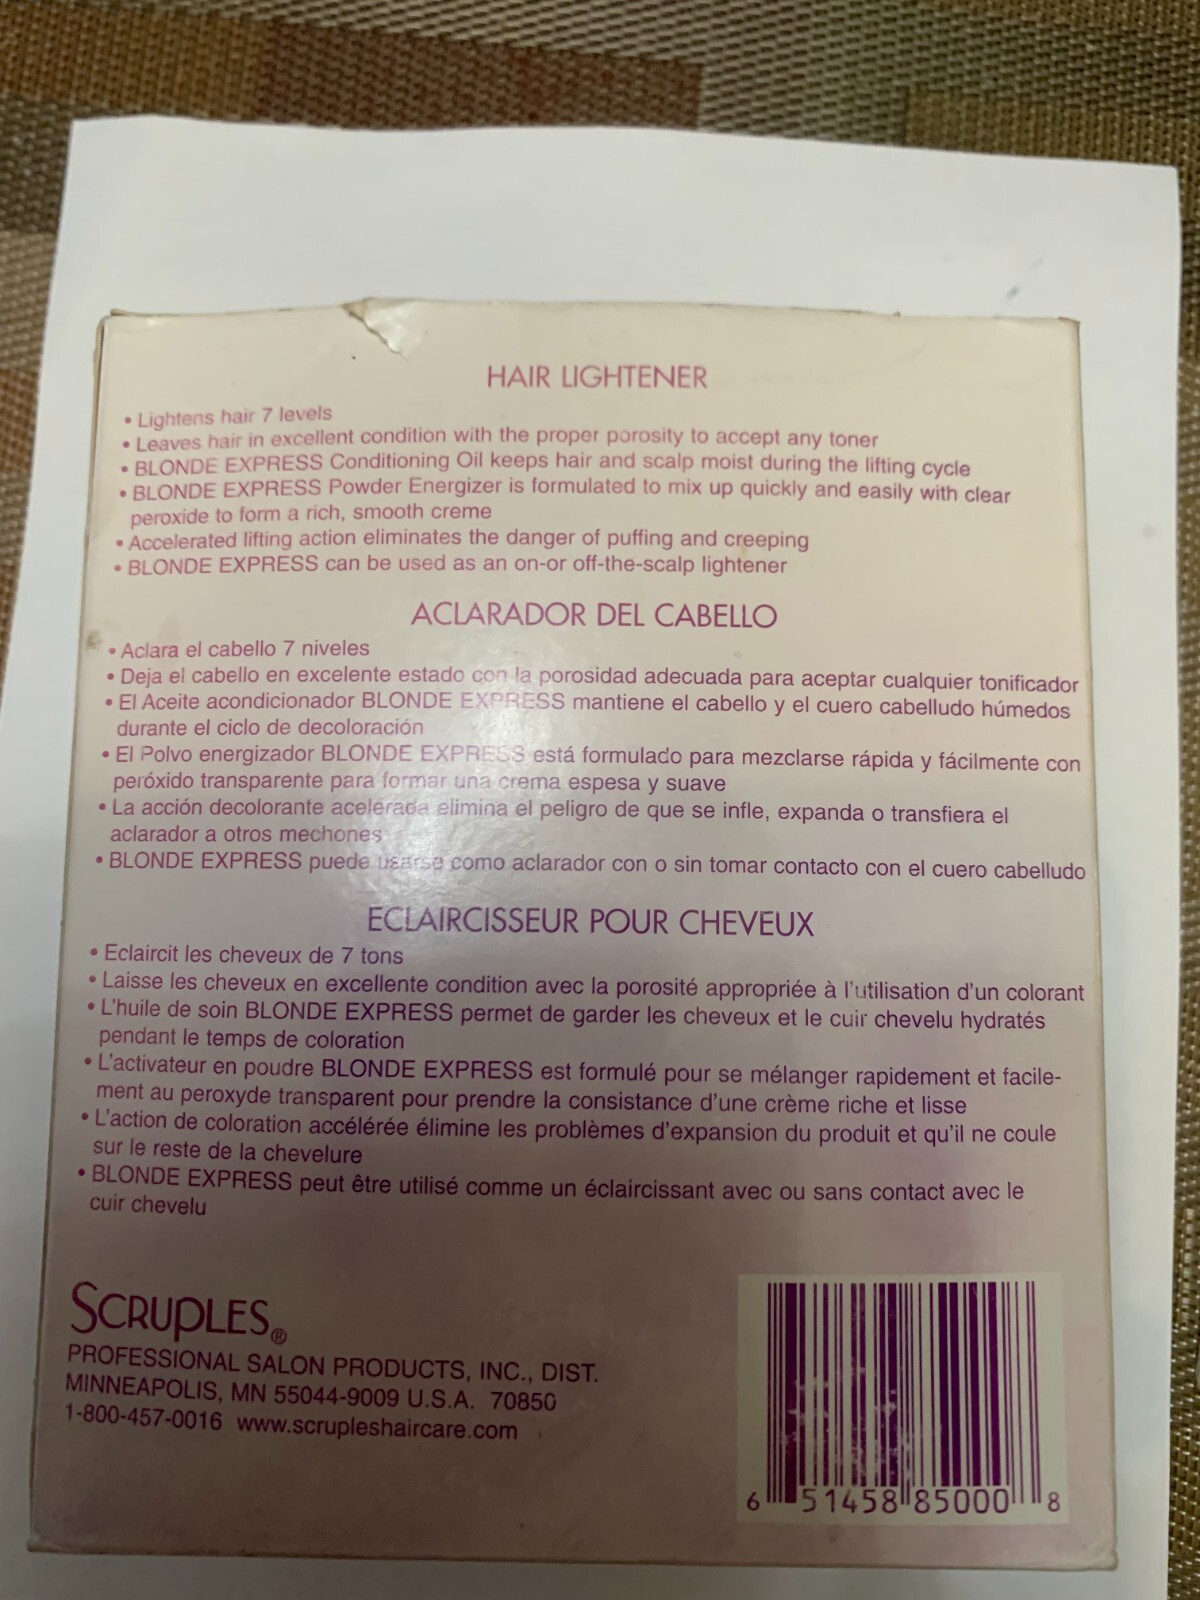 HAIR LIGHTENER
• Lightens hair 7 levels
• Leaves hair in excellent condition with the proper porosity to accept any toner
• BLONDE EXPRESS Conditioning Oil keeps hair and scalp moist during the lifting cycle
• BLONDE EXPRESS Powder Energizer is formulated to mix up quickly and easily with clear
peroxide to form a rich, smooth creme
• Accelerated lifting action eliminates the danger of puffing and creeping
• BLONDE EXPRESS can be used as an on-or off-the-scalp lightener
ACLARADOR DEL CABELLO
• Aclara el cabello 7 niveles
• Deja el cabello en excelente estado con la porosidad adecuada para aceptar cualquier tonificador
• El Aceite acondicionador BLONDE EXPRESS mantiene el cabello y el cuero cabelludo húmedos
durante el ciclo de decoloración
• El Polvo energizador BLONDE EXPRESS está formulado para mezclarse rápida y fácilmente con
peróxido transparente para formar una crema espesa y suave
• La acción decolorante acelerada elimina el peligro de que se infle, expanda o transfiera el
aclarador a otros mechones
• BLONDE EXPRESS puede usarse como aclarador con o sin tomar contacto con el cuero cabelludo
ECLAIRCISSEUR POUR CHEVEUX
• Eclaircit les cheveux de 7 tons
• Laisse les cheveux en excellente condition avec la porosité appropriée à l'utilisation d'un colorant
• L'huile de soin BLONDE EXPRESS permet de garder les cheveux et le cuir chevelu hydratés
pendant le temps de coloration
• L'activateur en poudre BLONDE EXPRESS est formulé pour se mélanger rapidement et facile-
ment au peroxyde transparent pour prendre la consistance d'une crème riche et lisse
• L'action de coloration accélérée élimine les problèmes d'expansion du produit et qu'il ne coule
sur le reste de la chevelure
• BLONDE EXPRESS peut être utilisé comme un éclaircissant avec ou sans contact avec le
cuir chevelu
SCRUPLES®
PROFESSIONAL SALON PRODUCTS, INC., DIST.
MINNEAPOLIS, MN 55044-9009 U.S.A. 70850
1-800-457-0016 www.scrupleshaircare.com
6 51458 85000 8